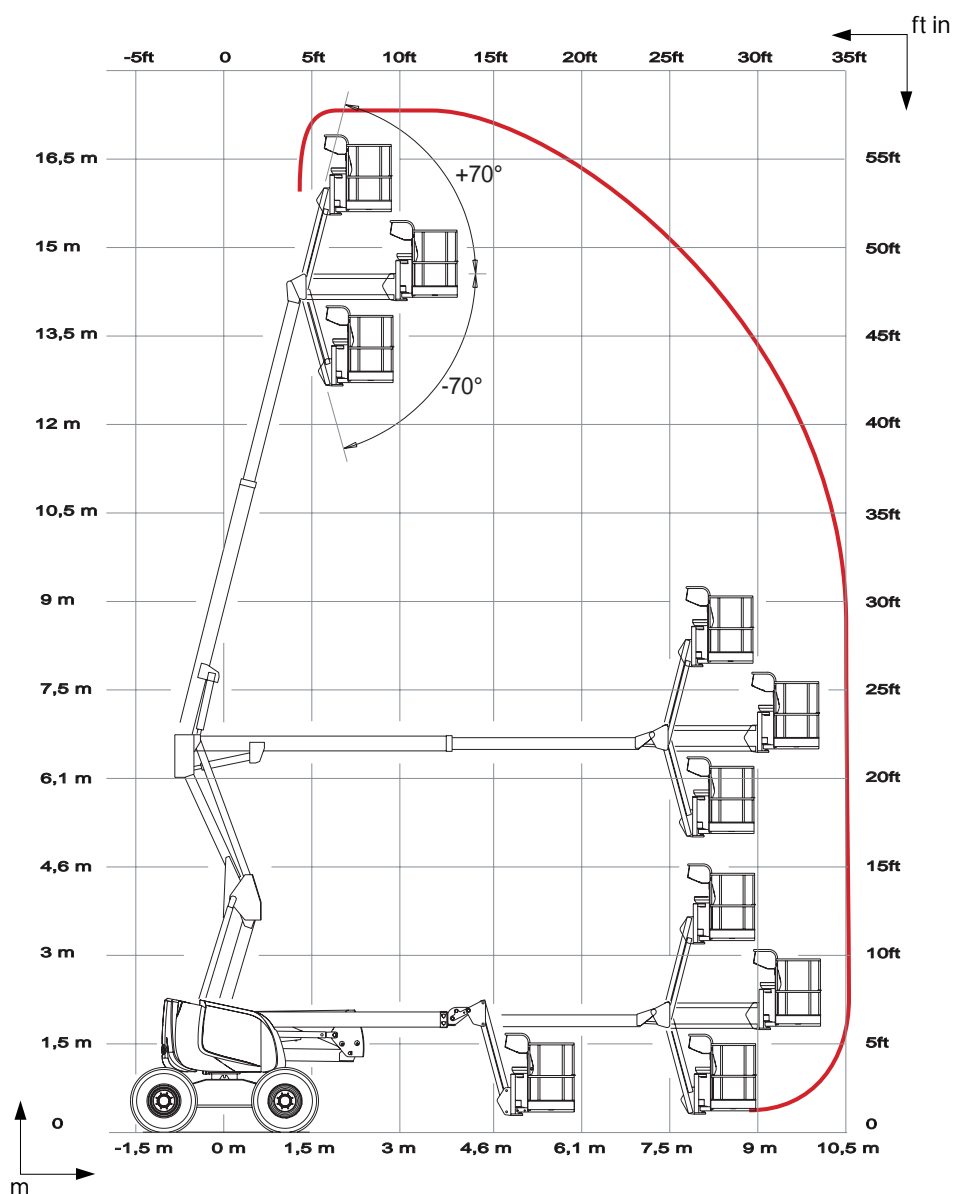 ft in
-5ft 0 5ft 10ft 15ft 20ft 25ft 30ft 35ft
16,5 m 55ft
+70°
15 m 50ft
13,5 m 45ft
-70°
12 m 40ft
10,5 m 35ft
9 m 30ft
7,5 m 25ft
6,1 m 20ft
4,6 m 15ft
3 m 10ft
1,5 m 5ft
0 0
-1,5 m 0 m 1,5 m 3 m 4,6 m 6,1 m 7,5 m 9 m 10,5 m
m